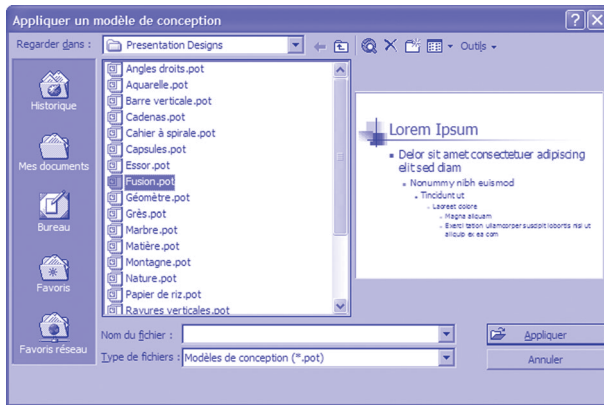 Appliquer un modèle de conception
Regarder dans :
Presentation Designs
Outils
Historique
Mes documents
Bureau
Favoris
Favoris réseau
Angles droits.pot
Aquarelle.pot
Barre verticale.pot
Cadenas.pot
Cahier à spirale.pot
Capsules.pot
Essor.pot
Fusion.pot
Géomètre.pot
Grès.pot
Marbre.pot
Matière.pot
Montagne.pot
Nature.pot
Papier de riz.pot
Rayures verticales.pot
Lorem Ipsum
Delor sit amet consectetuer adipiscing
elit sed diam
Nonummy nibh euismod
Tincidunt ut
Laoreet dolore
Magna aliquam
Exerci tation ullamcorper suscipit lobortis nisl ut
aliquip ex ea com
Nom du fichier :
Type de fichiers :
Modèles de conception (*.pot)
Appliquer
Annuler